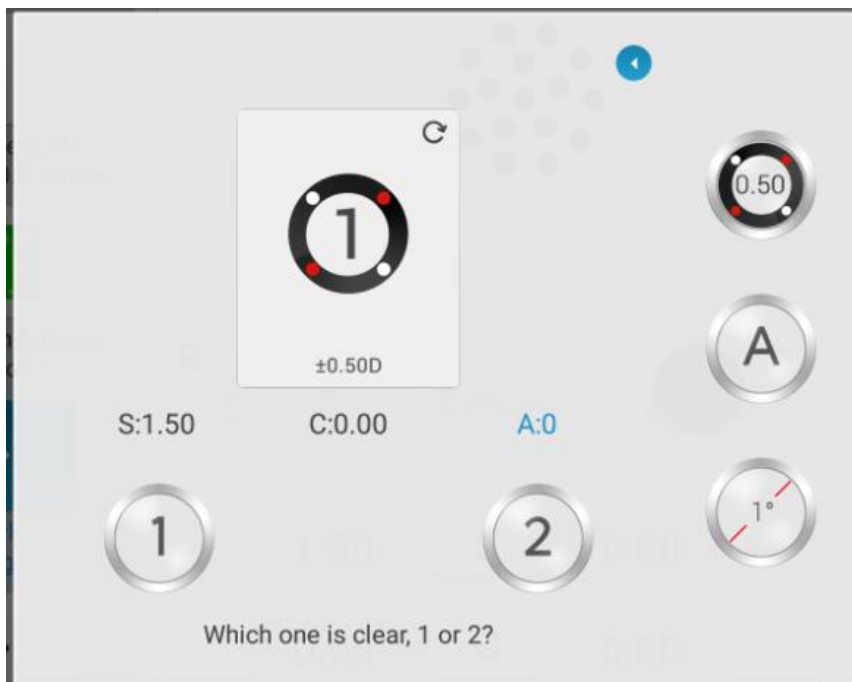 1
0.50
±0.50D
A
S:1.50 C:0.00 A:0
1°
1 2
Which one is clear, 1 or 2?